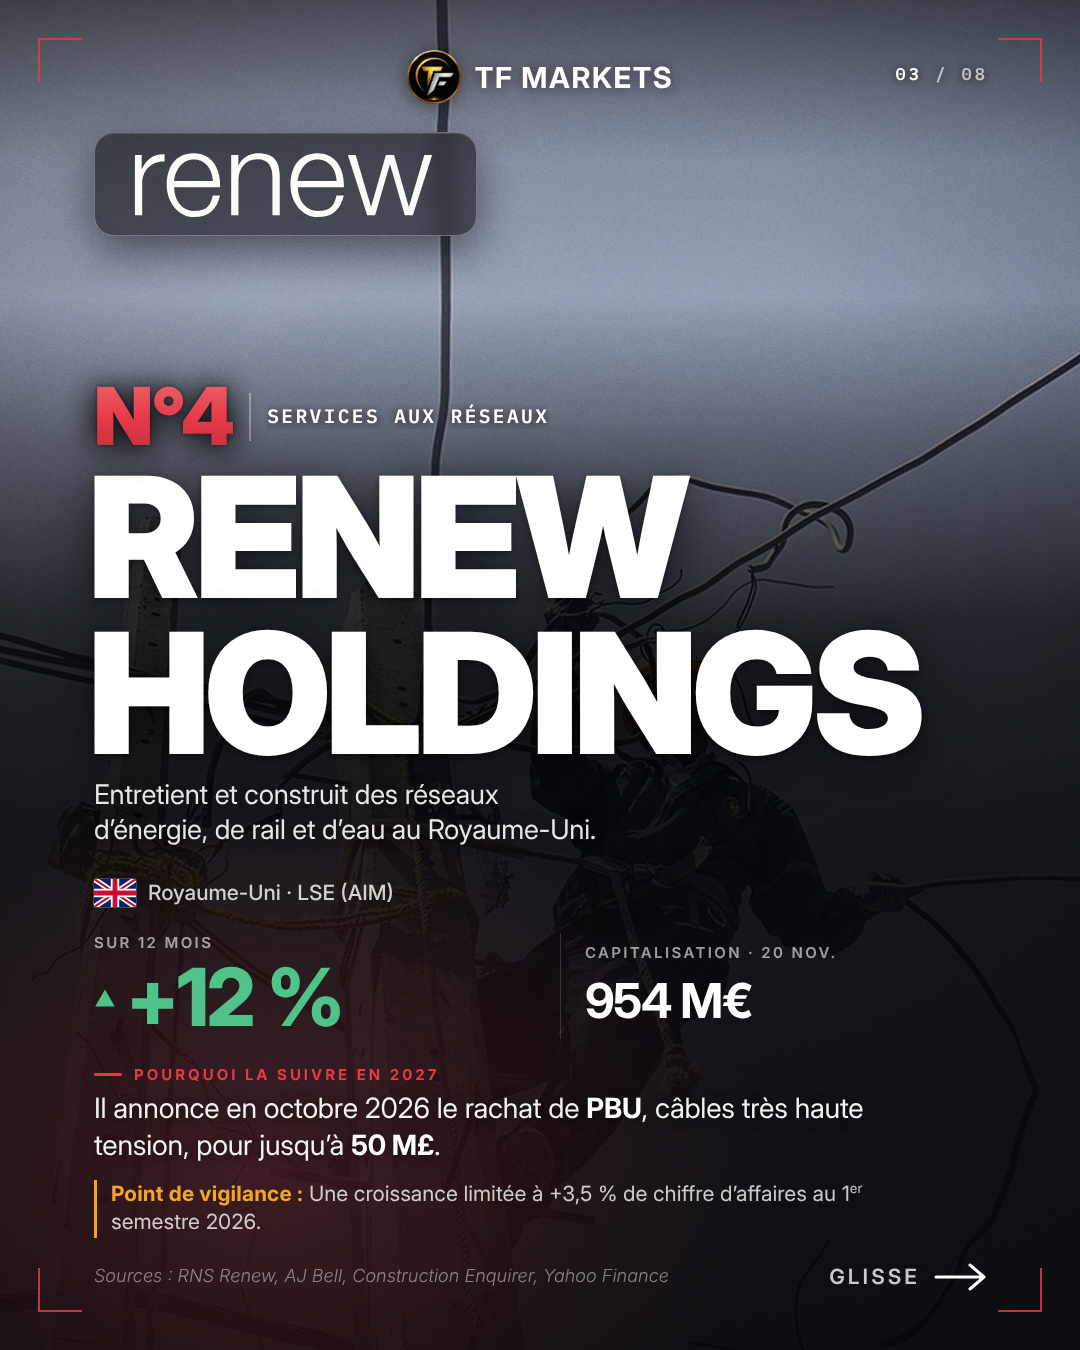 TF MARKETS
03 / 08
renew
N°4
SERVICES AUX RÉSEAUX
RENEW
HOLDINGS
Entretient et construit des réseaux
d’énergie, de rail et d’eau au Royaume-Uni.
Royaume-Uni · LSE (AIM)
SUR 12 MOIS
+12 %
CAPITALISATION · 20 NOV.
954 M€
POURQUOI LA SUIVRE EN 2027
Il annonce en octobre 2026 le rachat de PBU, câbles très haute
tension, pour jusqu’à 50 M£.
Point de vigilance : Une croissance limitée à +3,5 % de chiffre d’affaires au 1er
semestre 2026.
Sources : RNS Renew, AJ Bell, Construction Enquirer, Yahoo Finance
GLISSE